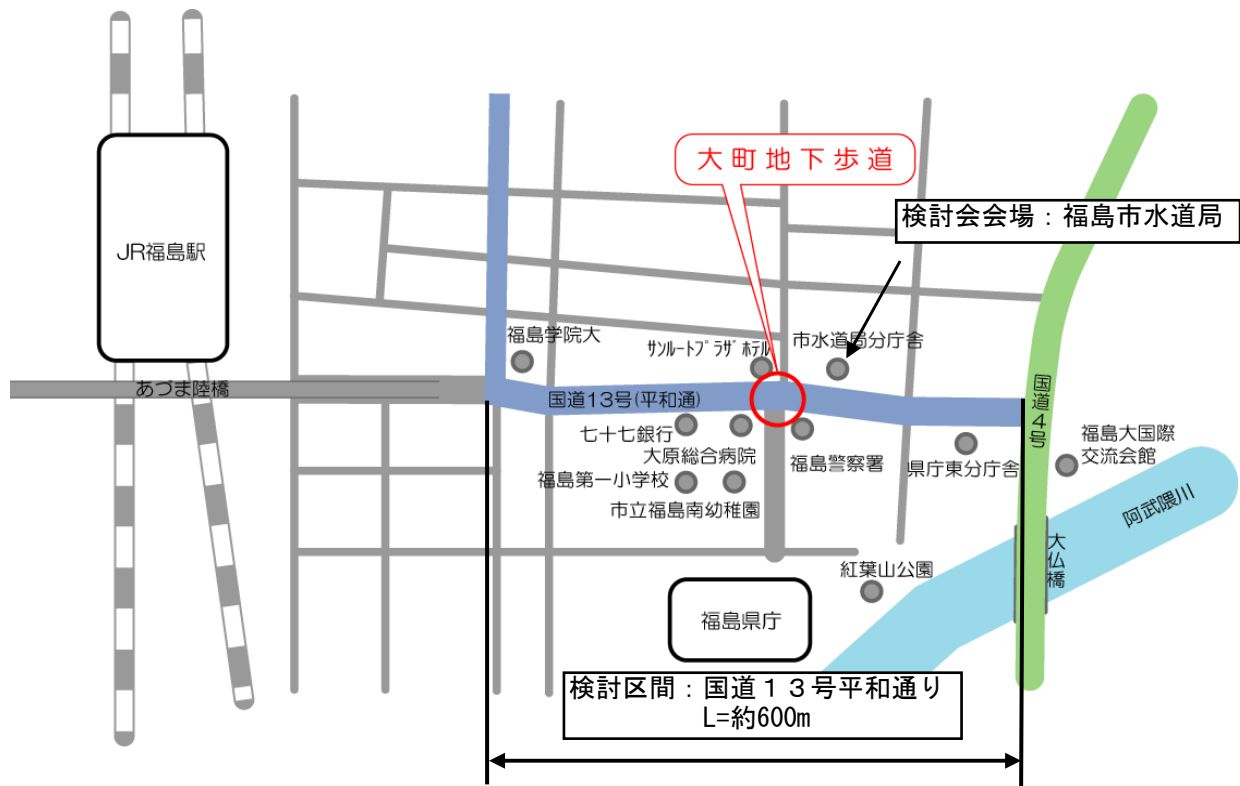 大町地下歩道
検討会会場：福島市水道局
JR福島駅
福島学院大
サンルートプラザホテル
市水道局分庁舎
あづま陸橋
国道13号(平和通)
国道4号
七十七銀行
大原総合病院
福島警察署
県庁東分庁舎
福島大国際
交流会館
福島第一小学校
市立福島南幼稚園
阿武隈川
大仏橋
紅葉山公園
福島県庁
検討区間：国道１３号平和通り
L=約600m